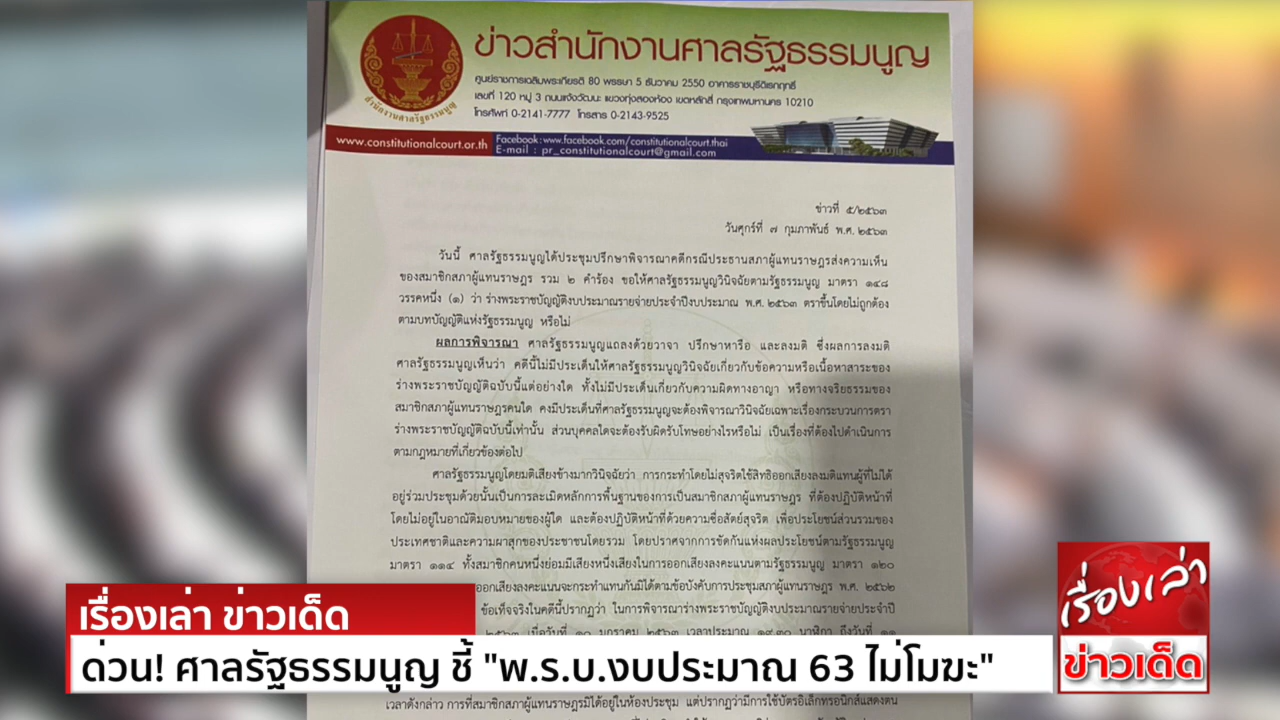 ข่าวสำนักงานศาลรัฐธรรมนูญ
ศูนย์ราชการเฉลิมพระเกียรติ 80 พรรษา 5 ธันวาคม 2550 อาคารราชบุรีดิเรกฤทธิ์
เลขที่ 120 หมู่ 3 ถนนแจ้งวัฒนะ แขวงทุ่งสองห้อง เขตหลักสี่ กรุงเทพมหานคร 10210
โทรศัพท์ 0-2141-7777 โทรสาร 0-2143-9525
สำนักงานศาลรัฐธรรมนูญ
www.constitutionalcourt.or.th
Facebook : www.facebook.com/constitutionalcourt.thai
E-mail : pr_constitutionalcourt@gmail.com
ข่าวที่ ๕/๒๕๖๓
วันศุกร์ที่ ๗ กุมภาพันธ์ พ.ศ. ๒๕๖๓
วันนี้ ศาลรัฐธรรมนูญได้ประชุมปรึกษาพิจารณาคดีกรณีประธานสภาผู้แทนราษฎรส่งความเห็น
ของสมาชิกสภาผู้แทนราษฎร รวม ๒ คำร้อง ขอให้ศาลรัฐธรรมนูญวินิจฉัยตามรัฐธรรมนูญ มาตรา ๑๔๘
วรรคหนึ่ง (๑) ว่า ร่างพระราชบัญญัติงบประมาณรายจ่ายประจำปีงบประมาณ พ.ศ. ๒๕๖๓ ตราขึ้นโดยไม่ถูกต้อง
ตามบทบัญญัติแห่งรัฐธรรมนูญ หรือไม่
ผลการพิจารณา ศาลรัฐธรรมนูญแถลงด้วยวาจา ปรึกษาหารือ และลงมติ ซึ่งผลการลงมติ
ศาลรัฐธรรมนูญเห็นว่า คดีนี้ไม่มีประเด็นให้ศาลรัฐธรรมนูญวินิจฉัยเกี่ยวกับข้อความหรือเนื้อหาสาระของ
ร่างพระราชบัญญัติฉบับนี้แต่อย่างใด ทั้งไม่มีประเด็นเกี่ยวกับความผิดทางอาญา หรือทางจริยธรรมของ
สมาชิกสภาผู้แทนราษฎรคนใด คงมีประเด็นที่ศาลรัฐธรรมนูญจะต้องพิจารณาวินิจฉัยเฉพาะเรื่องกระบวนการตรา
ร่างพระราชบัญญัติฉบับนี้เท่านั้น ส่วนบุคคลใดจะต้องรับผิดรับโทษอย่างไรหรือไม่ เป็นเรื่องที่ต้องไปดำเนินการ
ตามกฎหมายที่เกี่ยวข้องต่อไป
ศาลรัฐธรรมนูญโดยมติเสียงข้างมากวินิจฉัยว่า การกระทำโดยไม่สุจริตใช้สิทธิออกเสียงลงมติแทนผู้ที่ไม่ได้
อยู่ร่วมประชุมด้วยนั้นเป็นการละเมิดหลักการพื้นฐานของการเป็นสมาชิกสภาผู้แทนราษฎร ที่ต้องปฏิบัติหน้าที่
โดยไม่อยู่ในอาณัติมอบหมายของผู้ใด และต้องปฏิบัติหน้าที่ด้วยความซื่อสัตย์สุจริต เพื่อประโยชน์ส่วนรวมของ
ประเทศชาติและความผาสุกของประชาชนโดยรวม โดยปราศจากการขัดกันแห่งผลประโยชน์ตามรัฐธรรมนูญ
มาตรา ๑๑๔ ทั้งสมาชิกคนหนึ่งย่อมมีเสียงหนึ่งเสียงในการออกเสียงลงคะแนนตามรัฐธรรมนูญ มาตรา ๑๒๐
ออกเสียงลงคะแนนจะกระทำแทนกันมิได้ตามข้อบังคับการประชุมสภาผู้แทนราษฎร พ.ศ. ๒๕๖๒
ข้อเท็จจริงในคดีนี้ปรากฏว่า ในการพิจารณาร่างพระราชบัญญัติงบประมาณรายจ่ายประจำปี
๒๕๖๓ เมื่อวันที่ ๑๐ มกราคม ๒๕๖๓ เวลาประมาณ ๑๙.๓๐ นาฬิกา ถึงวันที่ ๑๑
เรื่องเล่า ข่าวเด็ด
ด่วน! ศาลรัฐธรรมนูญ ชี้ "พ.ร.บ.งบประมาณ 63 ไม่โมฆะ"
เรื่องเล่า
ข่าวเด็ด
เวลาดังกล่าว การที่สมาชิกสภาผู้แทนราษฎรมิได้อยู่ในห้องประชุม แต่ปรากฏว่ามีการใช้บัตรอิเล็กทรอนิกส์แสดงตน